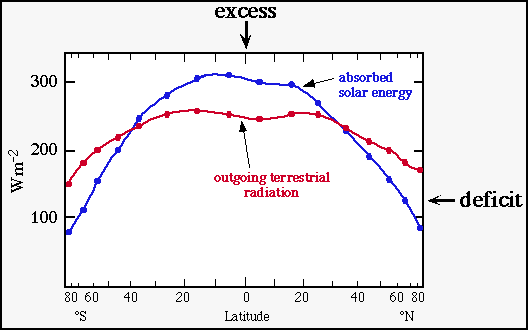 excess
absorbed
solar energy
outgoing terrestrial
radiation
deficit
Wm-2
300
200
100
80 60 40 20 0 20 40 60 80
°S Latitude °N